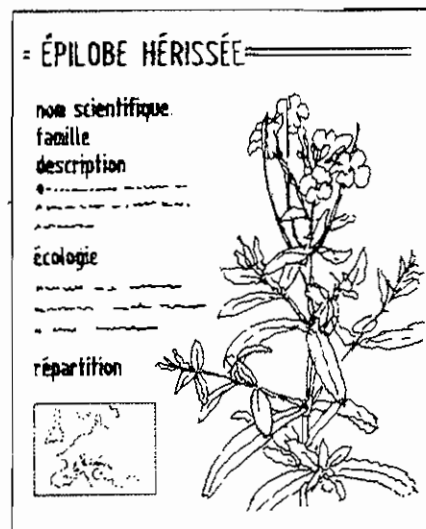 ÉPILOBE HÉRISSÉE
nom scientifique
famille
description
écologie
répartition